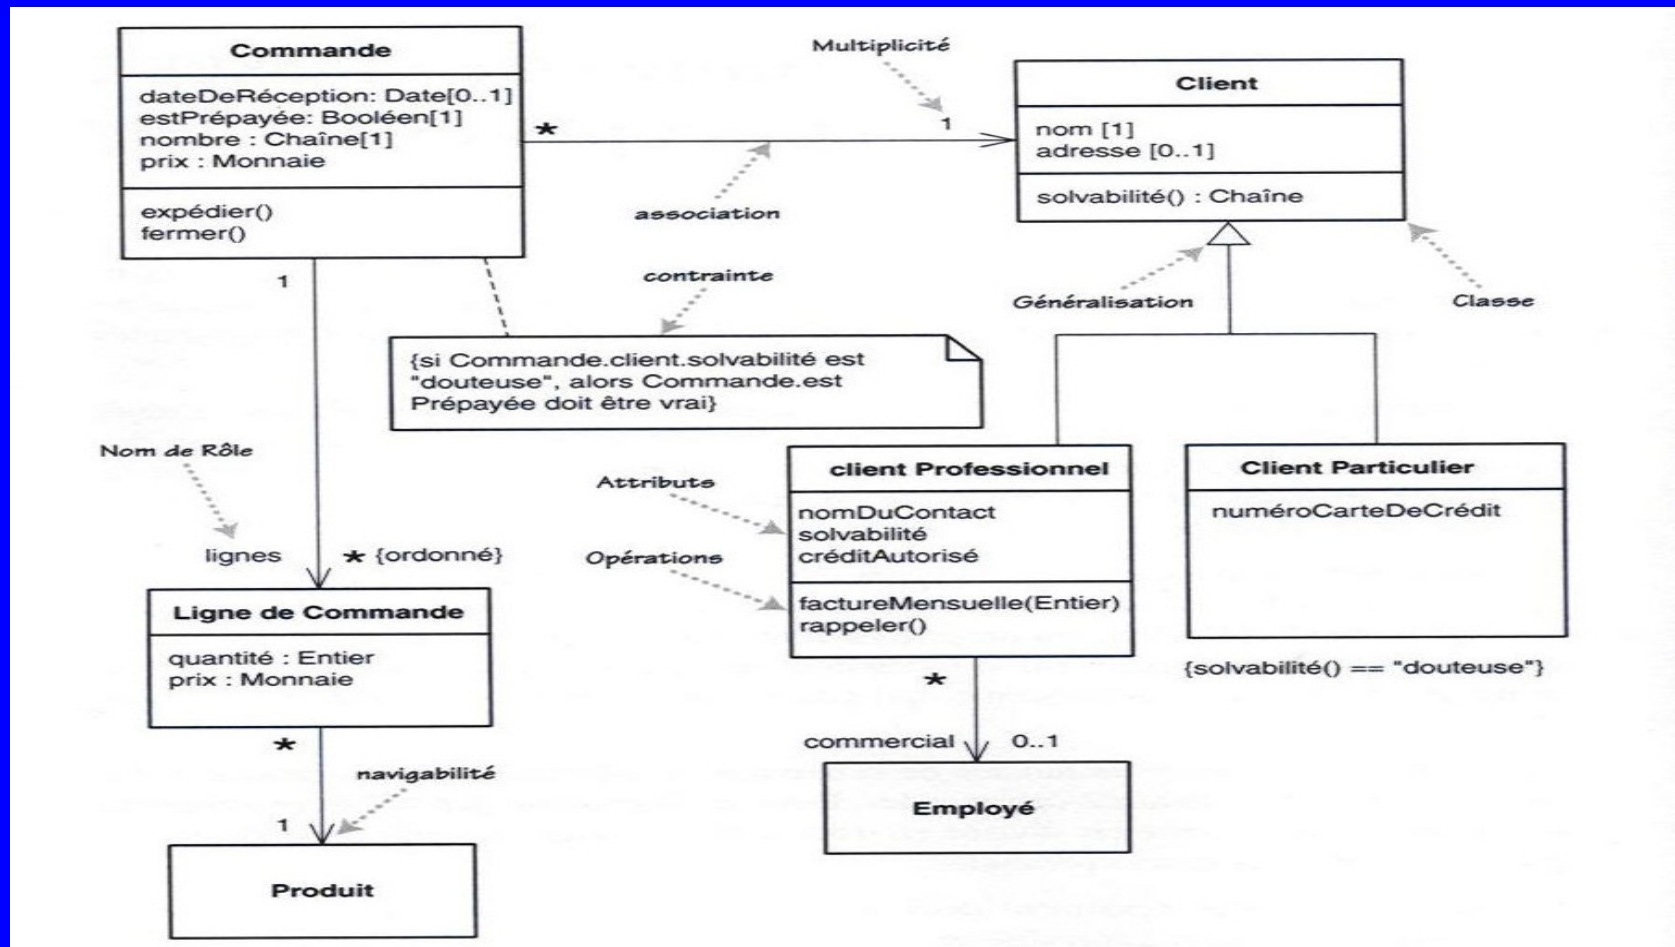 Commande
dateDeRéception: Date[0..1]
estPrépayée: Booléen[1]
nombre : Chaîne[1]
prix : Monnaie
expédier()
fermer()
Multiplicité
*
1
association
Client
nom [1]
adresse [0..1]
solvabilité() : Chaîne
1
contrainte
Généralisation
Classe
{si Commande.client.solvabilité est
"douteuse", alors Commande.est
Prépayée doit être vrai}
Nom de Rôle
lignes
* {ordonné}
Ligne de Commande
quantité : Entier
prix : Monnaie
Attributs
Opérations
client Professionnel
nomDuContact
solvabilité
créditAutorisé
factureMensuelle(Entier)
rappeler()
Client Particulier
numéroCarteDeCrédit
{solvabilité() == "douteuse"}
*
navigabilité
1
Produit
*
commercial
0..1
Employé